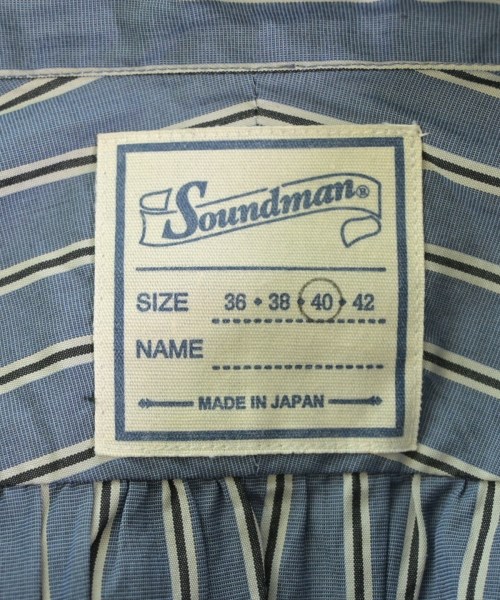 Soundman®
SIZE 36 • 38 • 40 • 42
NAME
MADE IN JAPAN